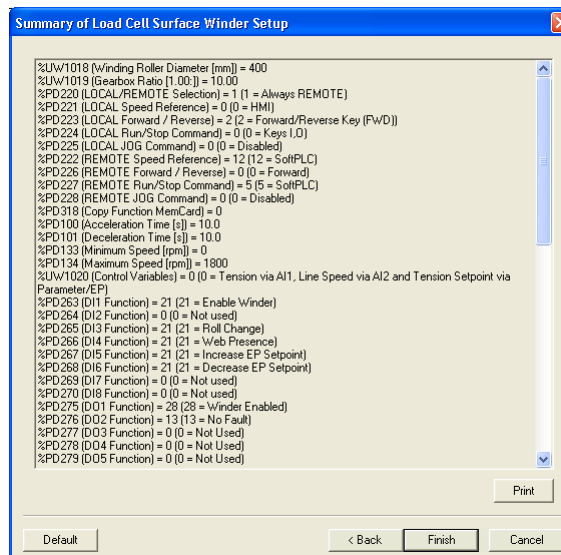 Summary of Load Cell Surface Winder Setup
%UW1018 (Winding Roller Diameter [mm]) = 400
%UW1019 (Gearbox Ratio [1.00:]) = 10.00
%PD220 (LOCAL/REMOTE Selection) = 1 (1 = Always REMOTE)
%PD221 (LOCAL Speed Reference) = 0 (0 = HMI)
%PD223 (LOCAL Forward / Reverse) = 2 (2 = Forward/Reverse Key (FWD))
%PD224 (LOCAL Run/Stop Command) = 0 (0 = Keys I,O)
%PD225 (LOCAL JOG Command) = 0 (0 = Disabled)
%PD222 (REMOTE Speed Reference) = 12 (12 = SoftPLC)
%PD226 (REMOTE Forward / Reverse) = 0 (0 = Forward)
%PD227 (REMOTE Run/Stop Command) = 5 (5 = SoftPLC)
%PD228 (REMOTE JOG Command) = 0 (0 = Disabled)
%PD318 (Copy Function MemCard) = 0
%PD100 (Acceleration Time [s]) = 10.0
%PD101 (Deceleration Time [s]) = 10.0
%PD133 (Minimum Speed [rpm]) = 0
%PD134 (Maximum Speed [rpm]) = 1800
%UW1020 (Control Variables) = 0 (0 = Tension via AI1, Line Speed via AI2 and Tension Setpoint via
Parameter/EP)
%PD263 (DI1 Function) = 21 (21 = Enable Winder)
%PD264 (DI2 Function) = 0 (0 = Not used)
%PD265 (DI3 Function) = 21 (21 = Roll Change)
%PD266 (DI4 Function) = 21 (21 = Web Presence)
%PD267 (DI5 Function) = 21 (21 = Increase EP Setpoint)
%PD268 (DI6 Function) = 21 (21 = Decrease EP Setpoint)
%PD269 (DI7 Function) = 0 (0 = Not used)
%PD270 (DI8 Function) = 0 (0 = Not used)
%PD275 (DO1 Function) = 28 (28 = Winder Enabled)
%PD276 (DO2 Function) = 13 (13 = No Fault)
%PD277 (DO3 Function) = 0 (0 = Not Used)
%PD278 (DO4 Function) = 0 (0 = Not Used)
%PD279 (DO5 Function) = 0 (0 = Not Used)
Print
Default
< Back
Finish
Cancel